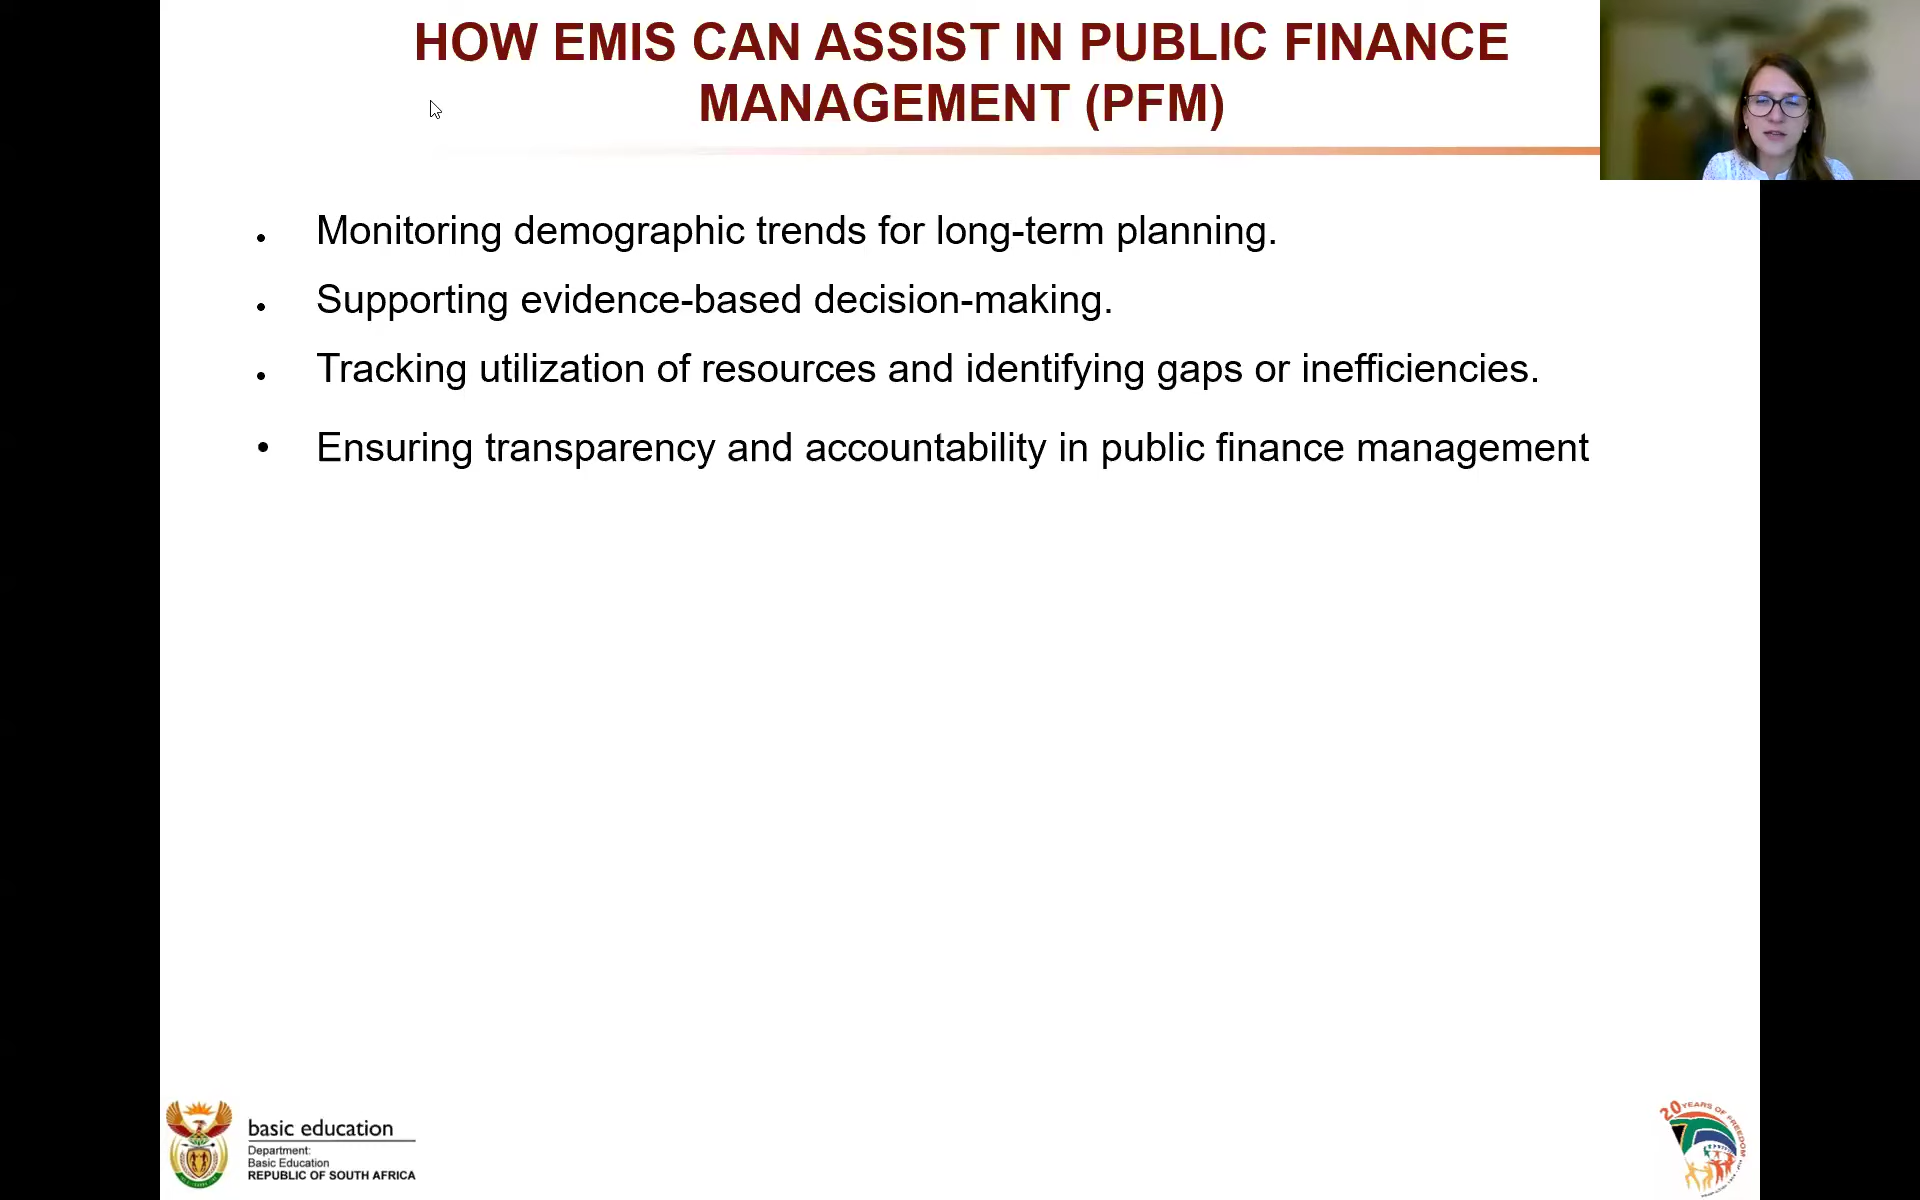 HOW EMIS CAN ASSIST IN PUBLIC FINANCE
MANAGEMENT (PFM)
• Monitoring demographic trends for long-term planning.
• Supporting evidence-based decision-making.
• Tracking utilization of resources and identifying gaps or inefficiencies.
• Ensuring transparency and accountability in public finance management
basic education
Department:
Basic Education
REPUBLIC OF SOUTH AFRICA
20 YEARS OF FREEDOM